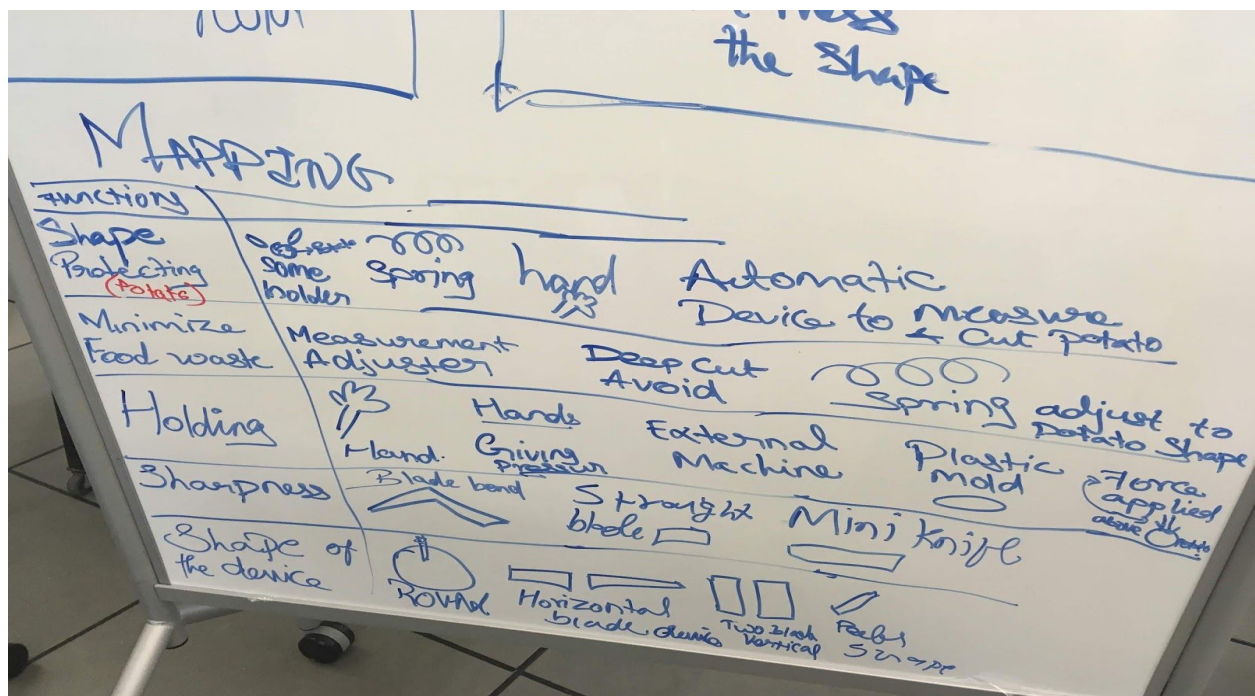 the Shape
MAPPING
Functions
Shape
Protecting
(Potato)
some
holder
Spring
hand
Automatic
Device to measure
& Cut potato
Minimize
Food waste
Measurement
Adjuster
Deep Cut
Avoid
Spring adjust to
Potato Shape
Holding
Hand.
Hands
Giving
Pressur
External
Machine
Plastic
mold
Force
applied
above the
Potato
Sharpness
Blade bend
Straight
blade
Mini Knife
Shape of
the device
ROUND
Horizontal
blade device
Two blade
Vertical
Shape